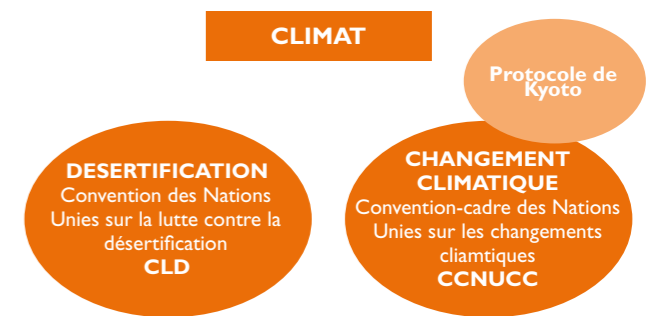 CLIMAT
Protocole de
Kyoto
DESERTIFICATION
Convention des Nations
Unies sur la lutte contre la
désertification
CLD
CHANGEMENT
CLIMATIQUE
Convention-cadre des Nations
Unies sur les changements
cliamtiques
CCNUCC